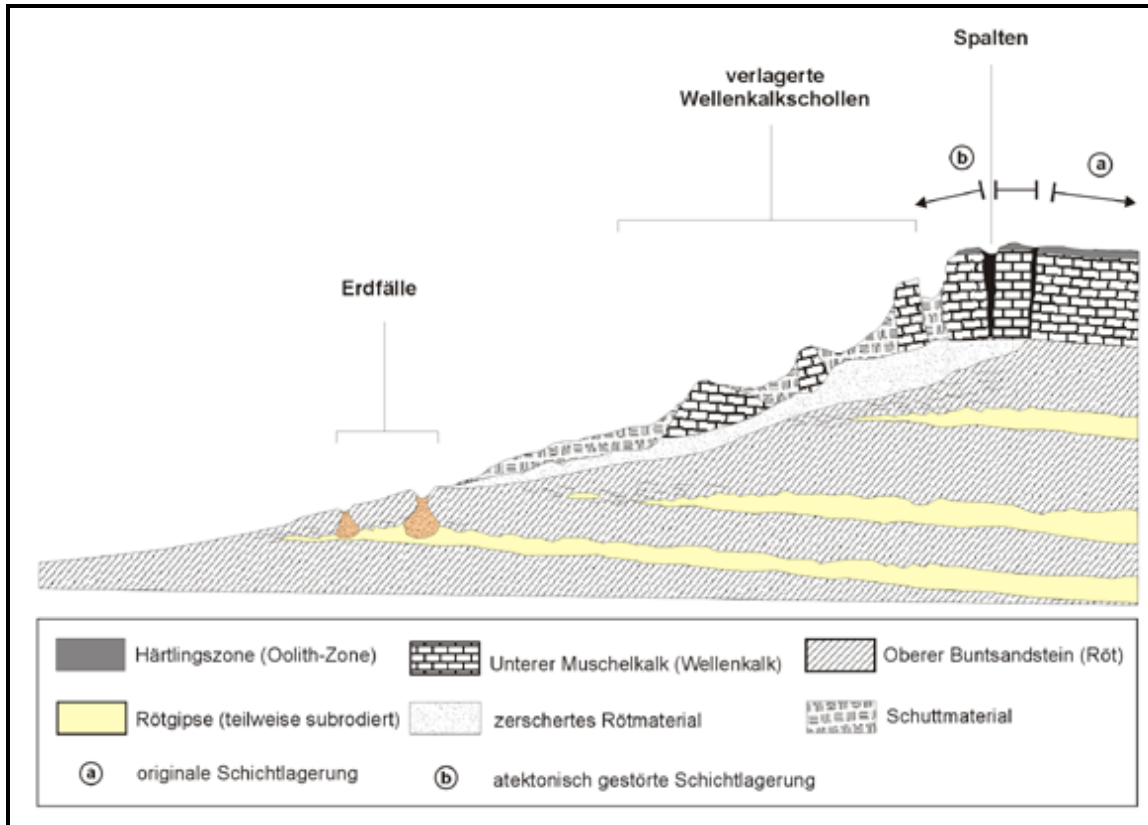 Spalten
verlagerte
Wellenkalkschollen
b
a
Erdfälle
Härtlingszone (Oolith-Zone)
Unterer Muschelkalk (Wellenkalk)
Oberer Buntsandstein (Röt)
Rötgipse (teilweise subrodiert)
zerschertes Rötmaterial
Schuttmaterial
a originale Schichtlagerung
b atektonisch gestörte Schichtlagerung